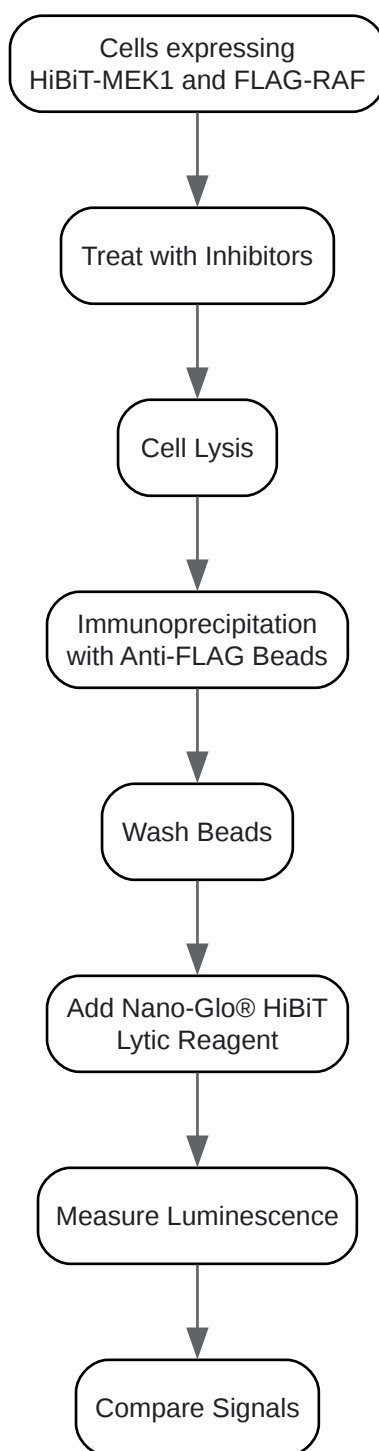 Cells expressing
HiBiT-MEK1 and FLAG-RAF
Treat with Inhibitors
Cell Lysis
Immunoprecipitation
with Anti-FLAG Beads
Wash Beads
Add Nano-Glo® HiBiT
Lytic Reagent
Measure Luminescence
Compare Signals